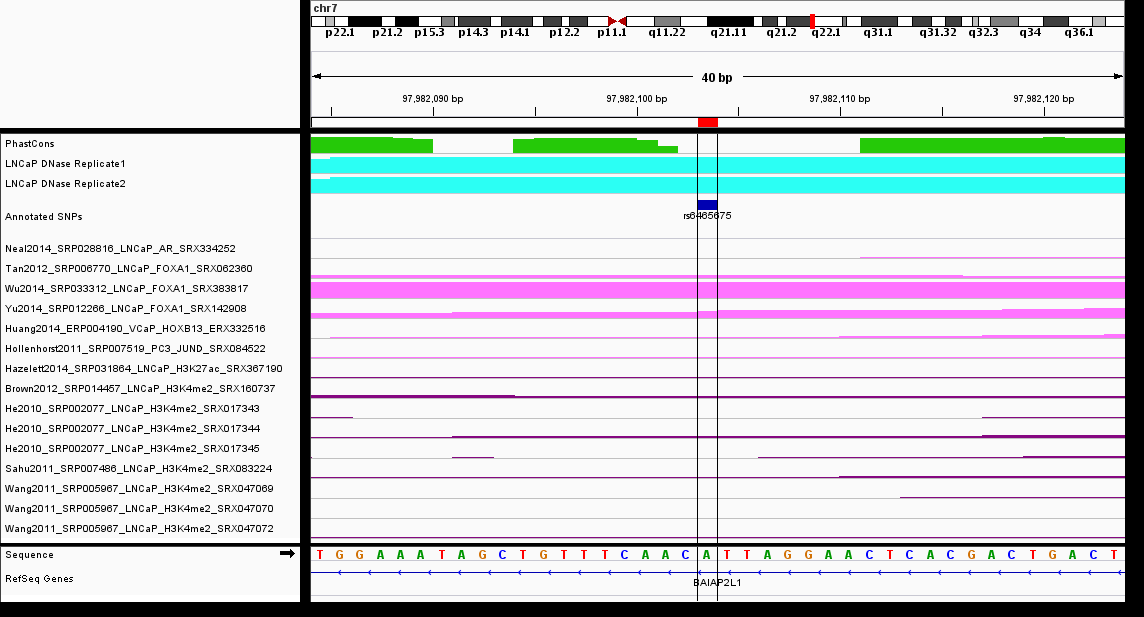 chr7
p22.1 p21.2 p15.3 p14.3 p14.1 p12.2 p11.1 q11.22 q21.11 q21.2 q22.1 q31.1 q31.32 q32.3 q34 q36.1
40 bp
97,982,090 bp 97,982,100 bp 97,982,110 bp 97,982,120 bp
PhastCons
LNCaP DNase Replicate1
LNCaP DNase Replicate2
Annotated SNPs
rs6465675
Neal2014_SRP028816_LNCaP_AR_SRX334252
Tan2012_SRP006770_LNCaP_FOXA1_SRX062360
Wu2014_SRP033312_LNCaP_FOXA1_SRX383817
Yu2014_SRP012266_LNCaP_FOXA1_SRX142908
Huang2014_ERP004190_VCaP_HOXB13_ERX332516
Hollenhorst2011_SRP007519_PC3_JUND_SRX084522
Hazelett2014_SRP031864_LNCaP_H3K27ac_SRX367190
Brown2012_SRP014457_LNCaP_H3K4me2_SRX160737
He2010_SRP002077_LNCaP_H3K4me2_SRX017343
He2010_SRP002077_LNCaP_H3K4me2_SRX017344
He2010_SRP002077_LNCaP_H3K4me2_SRX017345
Sahu2011_SRP007486_LNCaP_H3K4me2_SRX083224
Wang2011_SRP005967_LNCaP_H3K4me2_SRX047069
Wang2011_SRP005967_LNCaP_H3K4me2_SRX047070
Wang2011_SRP005967_LNCaP_H3K4me2_SRX047072
Sequence T G G A A A T A G C T G T T T C A A C A T T A G G A A C T C A C G A C T G A C T
RefSeq Genes
BAIAP2L1